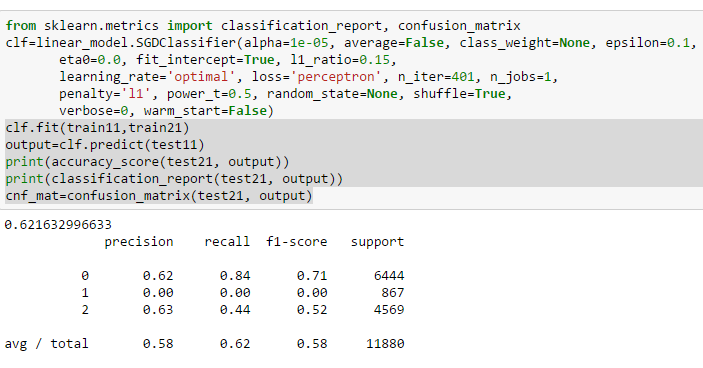 from sklearn.metrics import classification_report, confusion_matrix
clf=linear_model.SGDClassifier(alpha=1e-05, average=False, class_weight=None, epsilon=0.1,
       eta0=0.0, fit_intercept=True, l1_ratio=0.15,
       learning_rate='optimal', loss='perceptron', n_iter=401, n_jobs=1,
       penalty='l1', power_t=0.5, random_state=None, shuffle=True,
       verbose=0, warm_start=False)
clf.fit(train11,train21)
output=clf.predict(test11)
print(accuracy_score(test21, output))
print(classification_report(test21, output))
cnf_mat=confusion_matrix(test21, output)
0.621632996633
             precision    recall  f1-score   support
          0       0.62      0.84      0.71      6444
          1       0.00      0.00      0.00       867
          2       0.63      0.44      0.52      4569
avg / total       0.58      0.62      0.58     11880